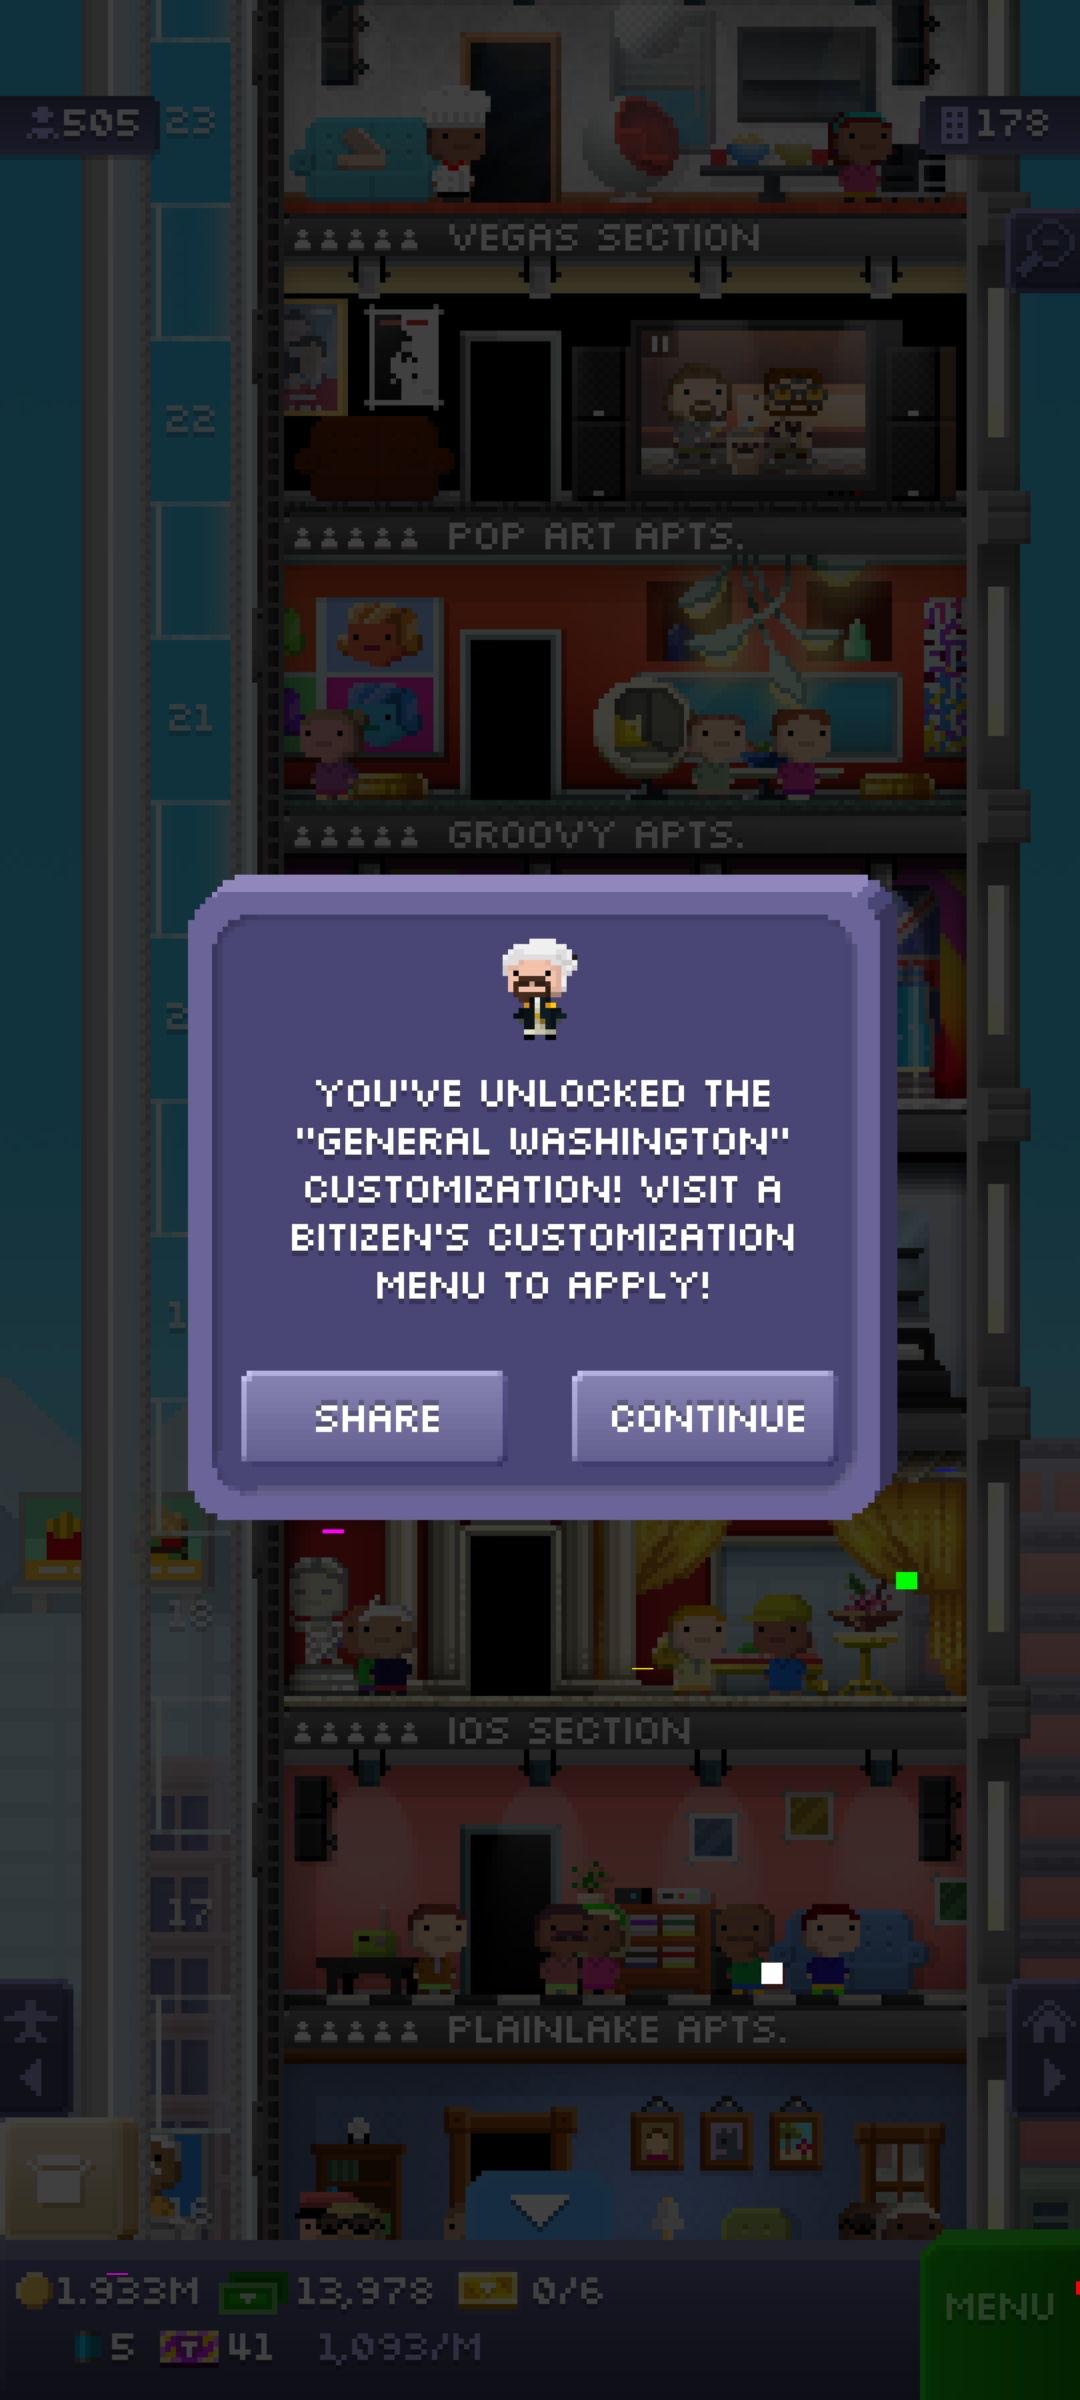 505
23
178
VEGAS SECTION
22
POP ART APTS.
21
GROOVY APTS.
YOU'VE UNLOCKED THE
"GENERAL WASHINGTON"
CUSTOMIZATION! VISIT A
BITIZEN'S CUSTOMIZATION
MENU TO APPLY!
SHARE
CONTINUE
18
IOS SECTION
17
PLAINLAKE APTS.
16
1.933M
13,978
0/6
MENU
5
41
1,093/M